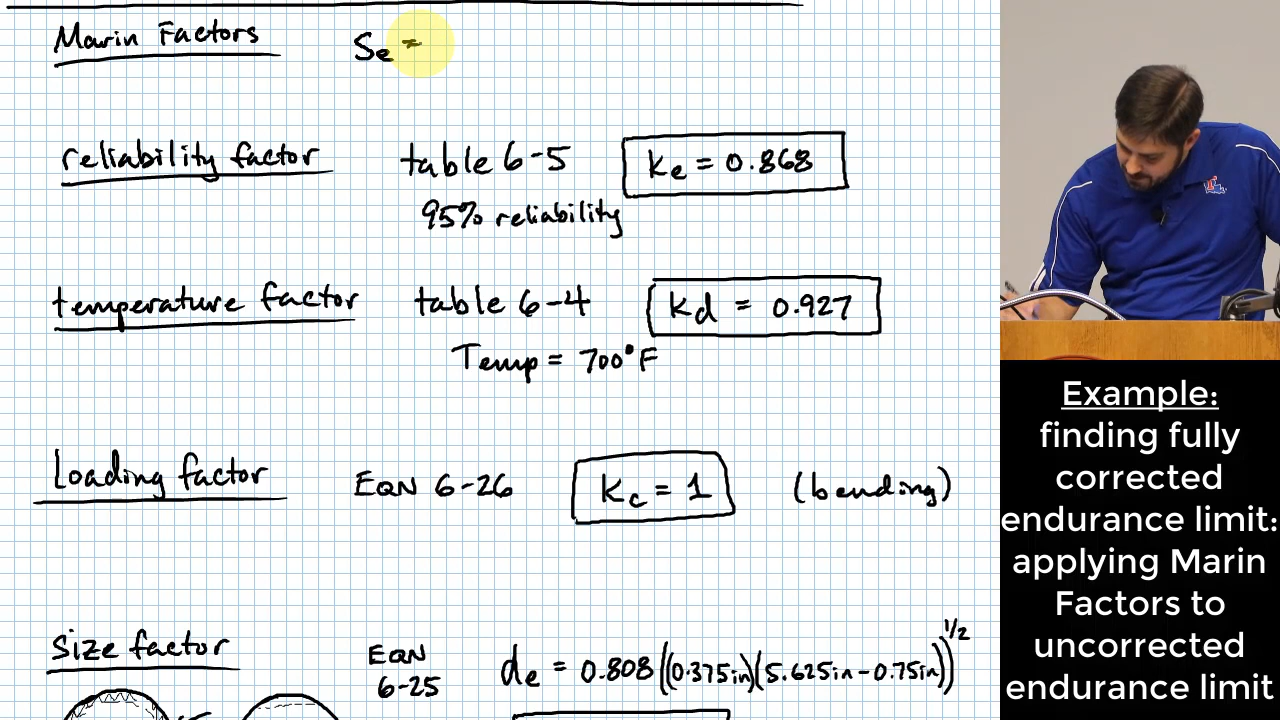 Marin Factors Se =
reliability factor table 6-5 ke = 0.868
95% reliability
temperature factor table 6-4 kd = 0.927
Temp = 700°F
Loading factor EQN 6-26 kc = 1 (bending)
size factor EQN 6-25 de = 0.808((0.375in)(5.625in-0.75in))^1/2
Example:
finding fully
corrected
endurance limit:
applying Marin
Factors to
uncorrected
endurance limit